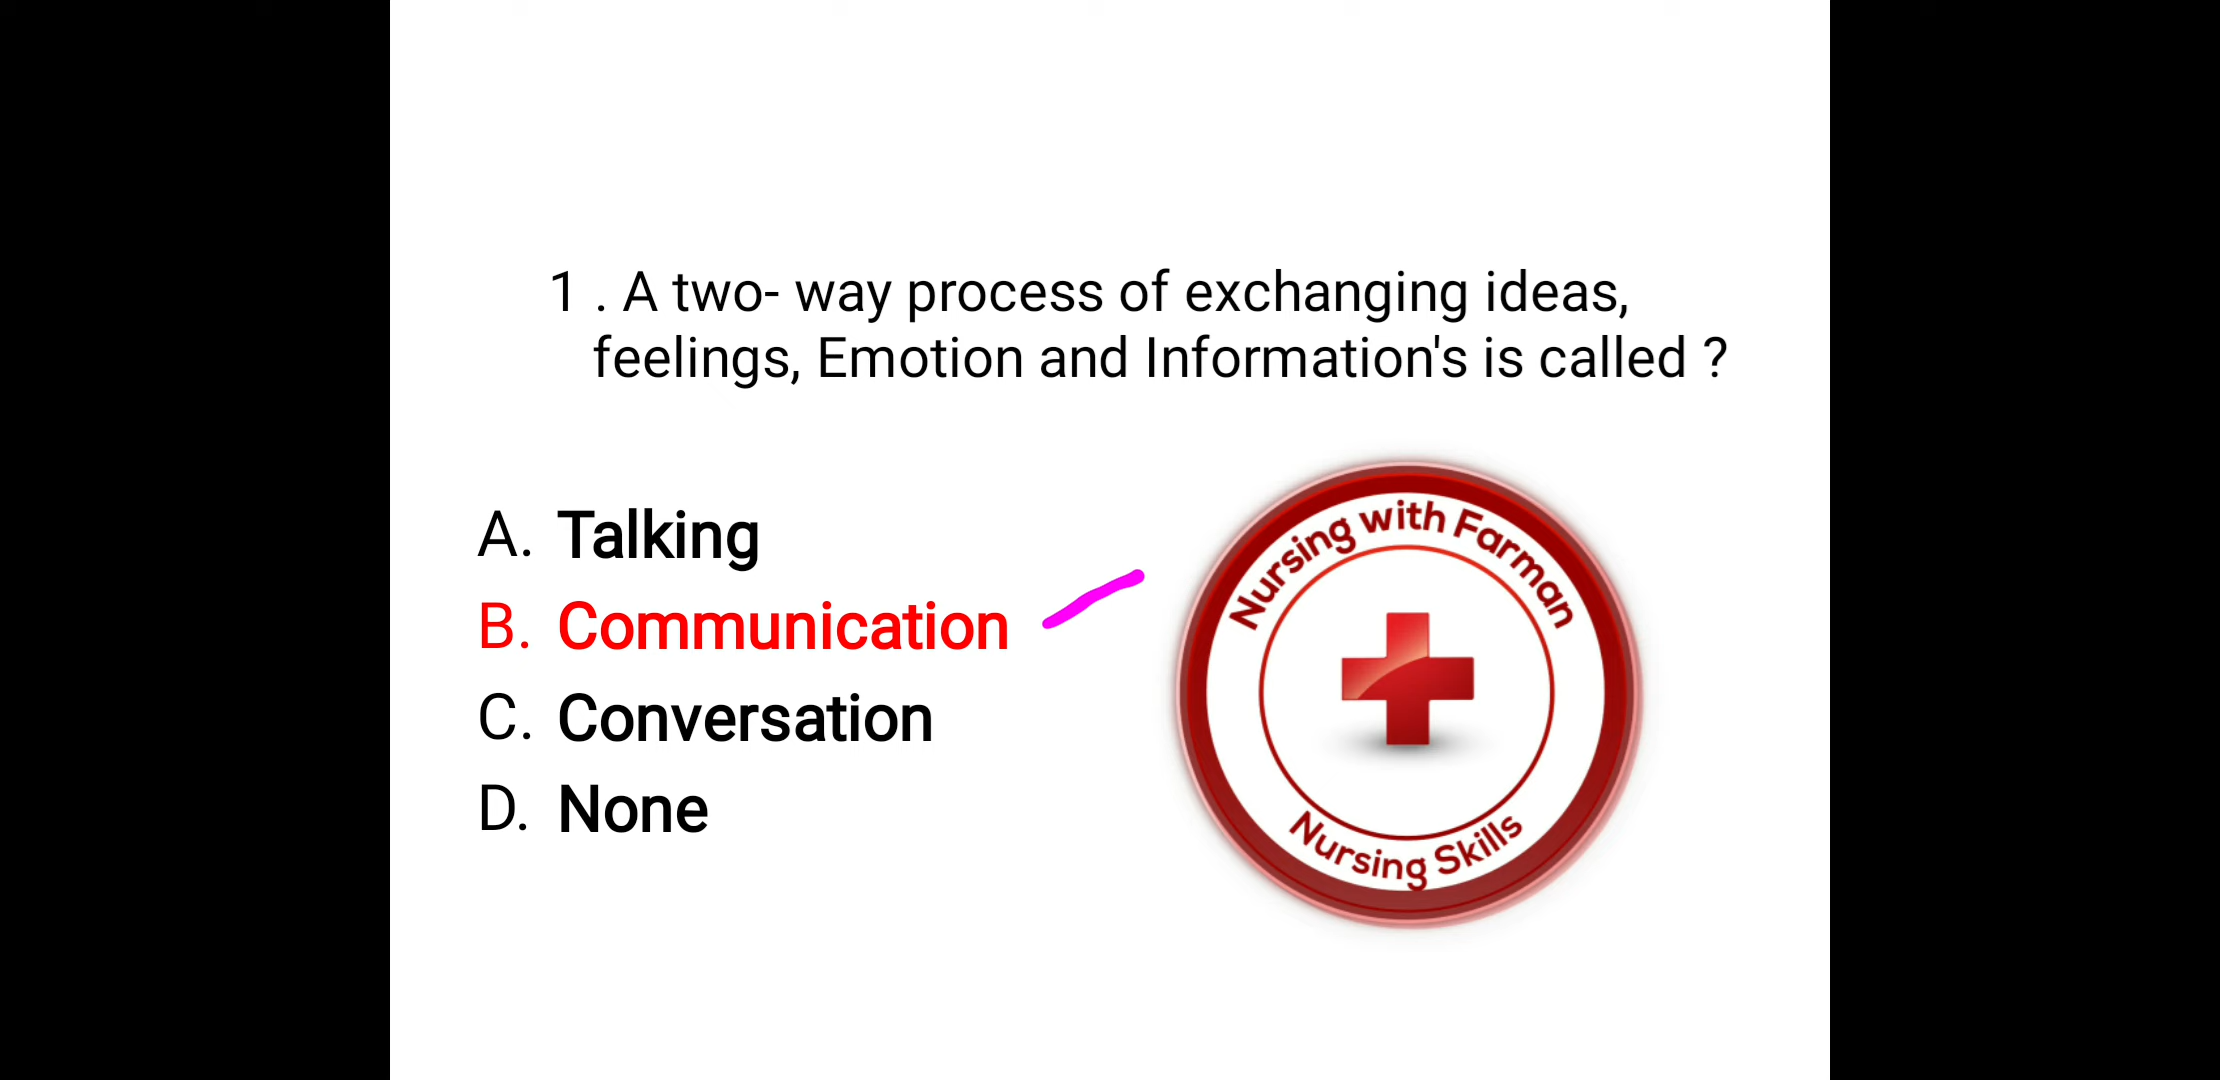 1 . A two- way process of exchanging ideas,
feelings, Emotion and Information's is called ?
A. Talking
B. Communication
C. Conversation
D. None
Nursing with Farman
Nursing Skills